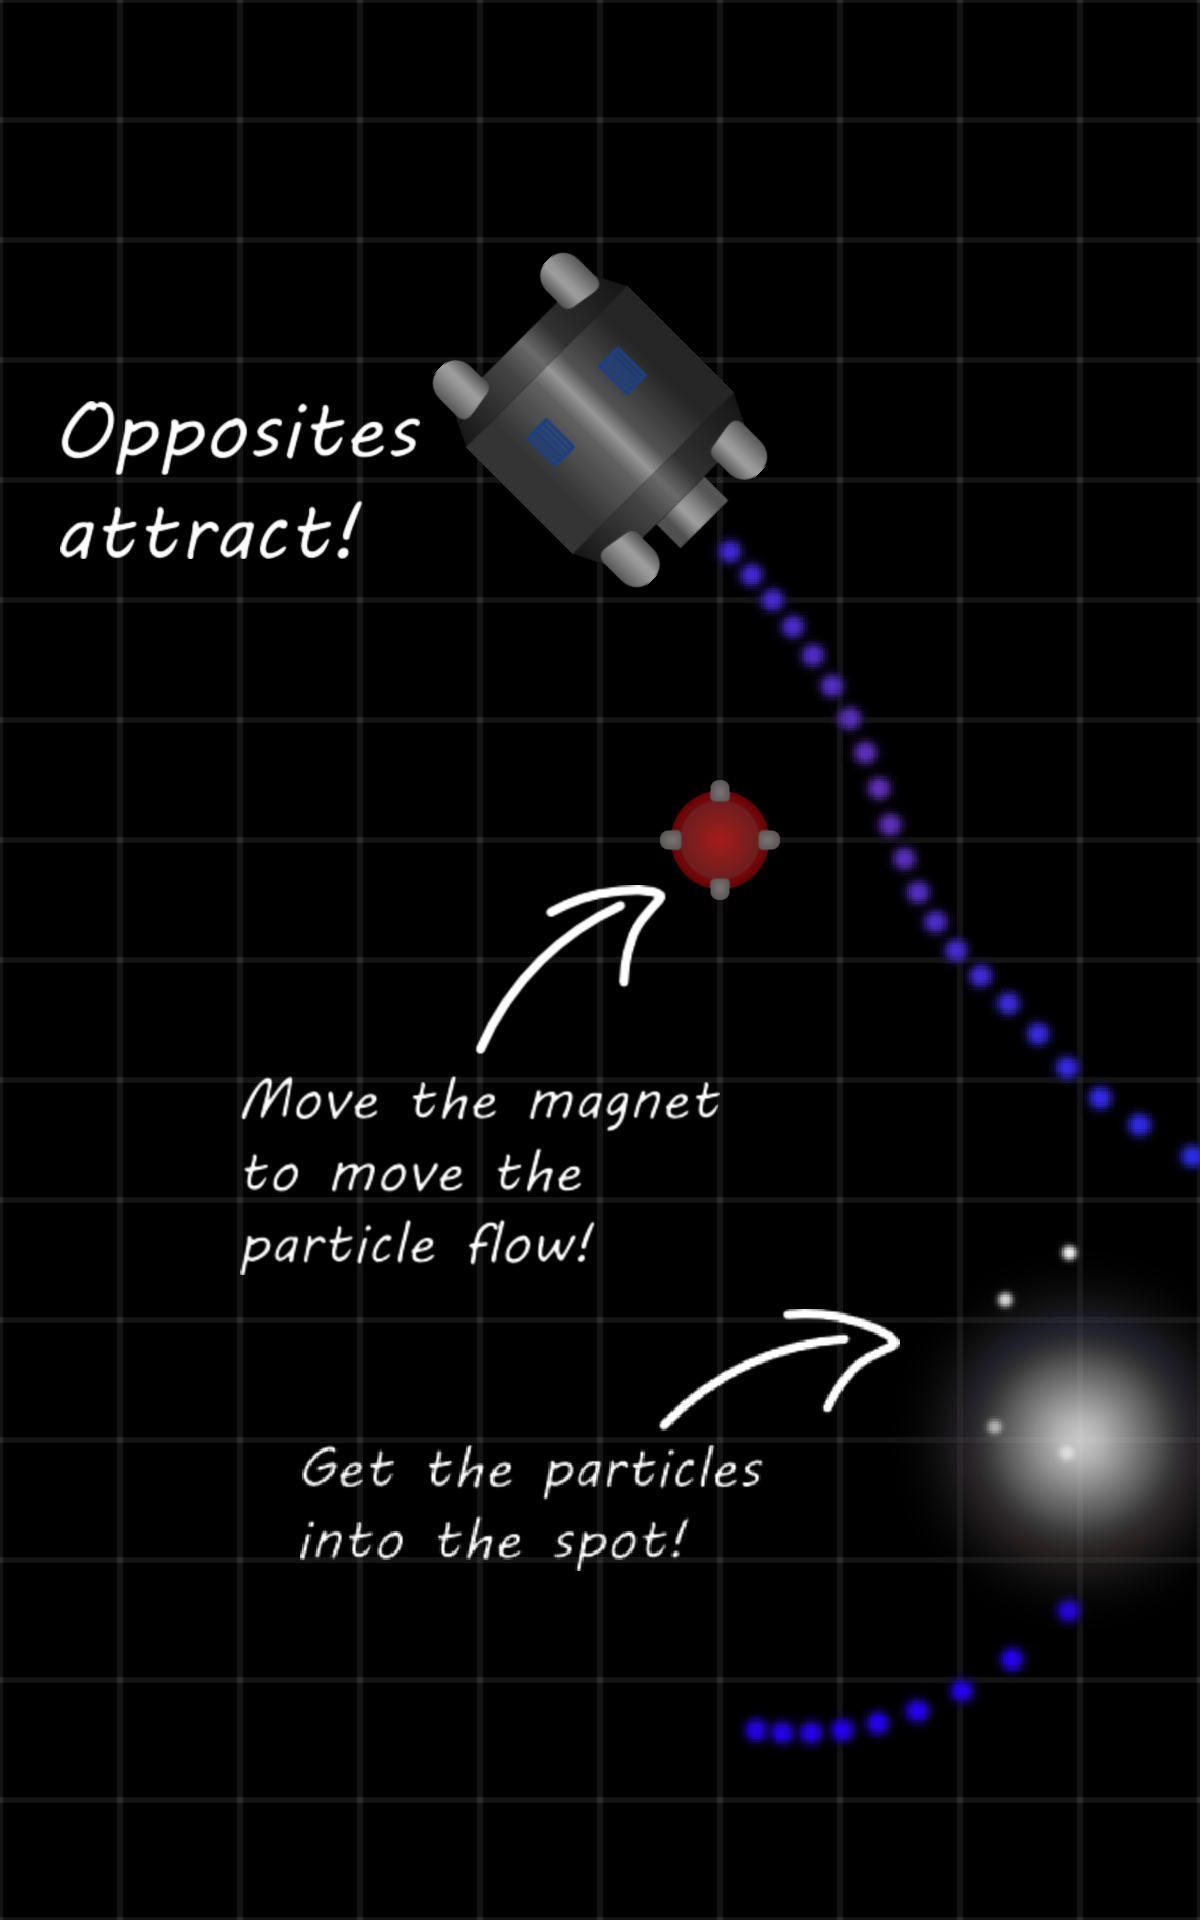 Opposites
attract!
Move the magnet
to move the
particle flow!
Get the particles
into the spot!